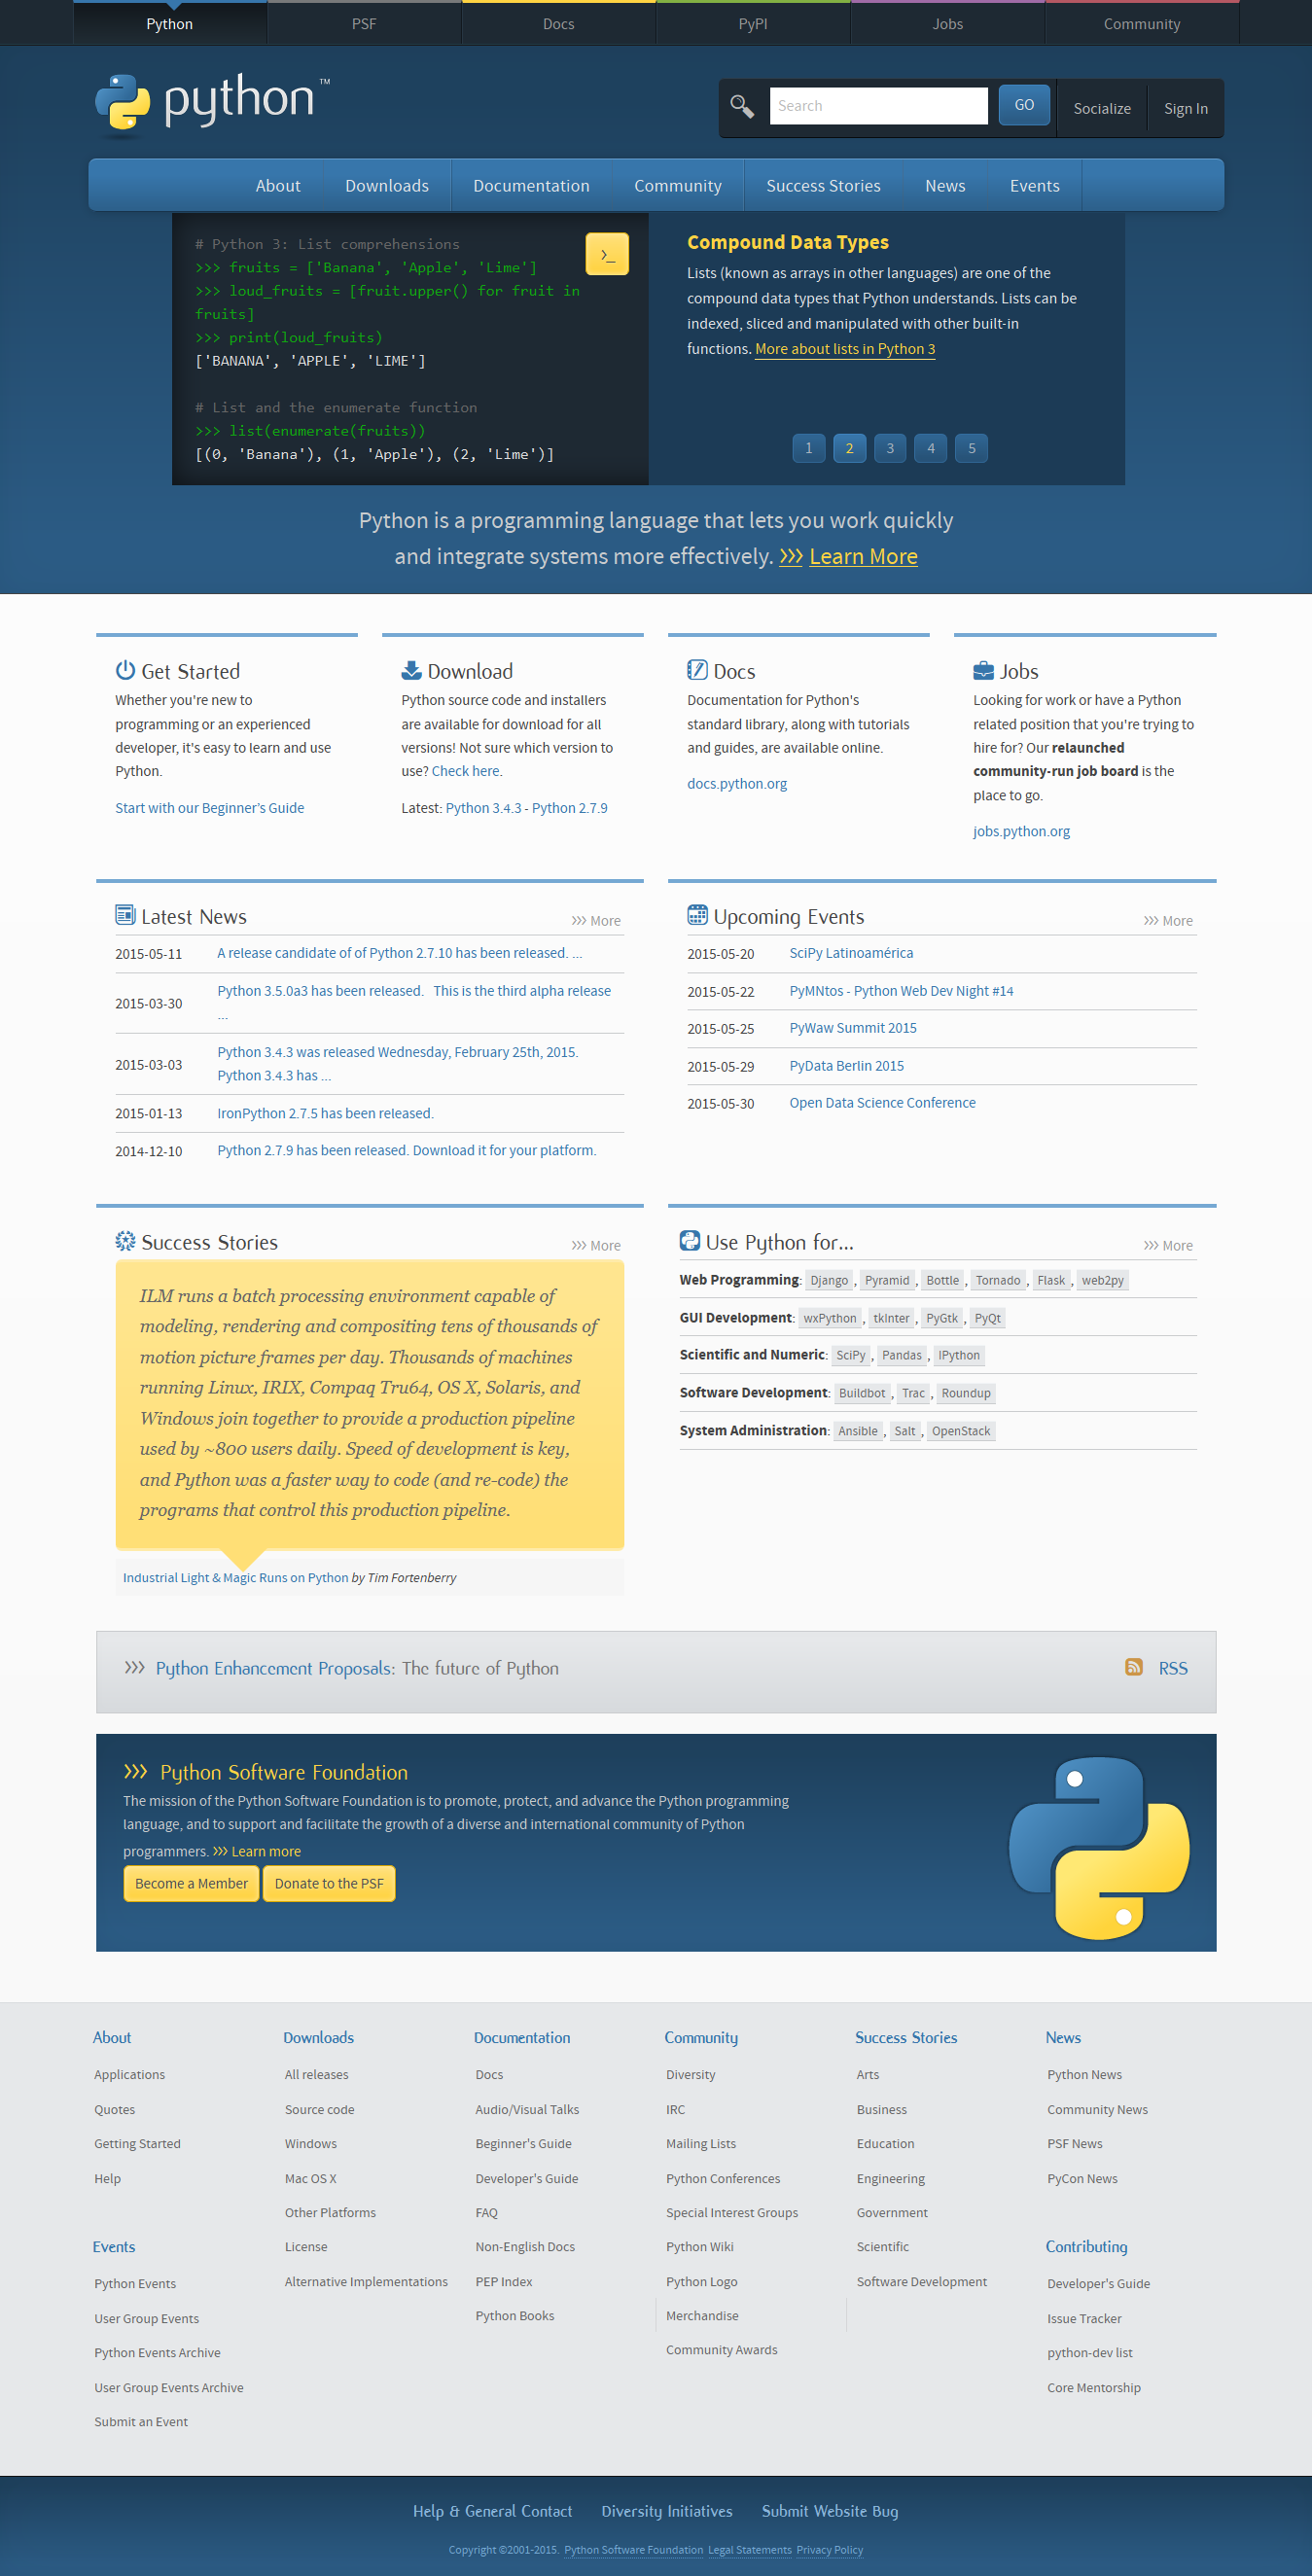 Python
PSF
Docs
PyPI
Jobs
Community
python™
Search
GO
Socialize
Sign In
About
Downloads
Documentation
Community
Success Stories
News
Events
# Python 3: List comprehensions
>>> fruits = ['Banana', 'Apple', 'Lime']
>>> loud_fruits = [fruit.upper() for fruit in
fruits]
>>> print(loud_fruits)
['BANANA', 'APPLE', 'LIME']
# List and the enumerate function
>>> list(enumerate(fruits))
[(0, 'Banana'), (1, 'Apple'), (2, 'Lime')]
>_
Compound Data Types
Lists (known as arrays in other languages) are one of the
compound data types that Python understands. Lists can be
indexed, sliced and manipulated with other built-in
functions. More about lists in Python 3
1 2 3 4 5
Python is a programming language that lets you work quickly
and integrate systems more effectively. >>> Learn More
Get Started
Whether you're new to
programming or an experienced
developer, it's easy to learn and use
Python.
Start with our Beginner's Guide
Download
Python source code and installers
are available for download for all
versions! Not sure which version to
use? Check here.
Latest: Python 3.4.3 - Python 2.7.9
Docs
Documentation for Python's
standard library, along with tutorials
and guides, are available online.
docs.python.org
Jobs
Looking for work or have a Python
related position that you're trying to
hire for? Our relaunched
community-run job board is the
place to go.
jobs.python.org
Latest News
>>> More
2015-05-11 A release candidate of of Python 2.7.10 has been released. ...
2015-03-30 Python 3.5.0a3 has been released. This is the third alpha release
...
2015-03-03 Python 3.4.3 was released Wednesday, February 25th, 2015.
Python 3.4.3 has ...
2015-01-13 IronPython 2.7.5 has been released.
2014-12-10 Python 2.7.9 has been released. Download it for your platform.
Upcoming Events
>>> More
2015-05-20 SciPy Latinoamérica
2015-05-22 PyMNtos - Python Web Dev Night #14
2015-05-25 PyWaw Summit 2015
2015-05-29 PyData Berlin 2015
2015-05-30 Open Data Science Conference
Success Stories
>>> More
ILM runs a batch processing environment capable of
modeling, rendering and compositing tens of thousands of
motion picture frames per day. Thousands of machines
running Linux, IRIX, Compaq Tru64, OS X, Solaris, and
Windows join together to provide a production pipeline
used by ~800 users daily. Speed of development is key,
and Python was a faster way to code (and re-code) the
programs that control this production pipeline.
Industrial Light & Magic Runs on Python by Tim Fortenberry
Use Python for...
>>> More
Web Programming: Django, Pyramid, Bottle, Tornado, Flask, web2py
GUI Development: wxPython, tkInter, PyGtk, PyQt
Scientific and Numeric: SciPy, Pandas, IPython
Software Development: Buildbot, Trac, Roundup
System Administration: Ansible, Salt, OpenStack
>>> Python Enhancement Proposals: The future of Python
RSS
>>> Python Software Foundation
The mission of the Python Software Foundation is to promote, protect, and advance the Python programming
language, and to support and facilitate the growth of a diverse and international community of Python
programmers. >>> Learn more
Become a Member
Donate to the PSF
About
Applications
Quotes
Getting Started
Help
Events
Python Events
User Group Events
Python Events Archive
User Group Events Archive
Submit an Event
Downloads
All releases
Source code
Windows
Mac OS X
Other Platforms
License
Alternative Implementations
Documentation
Docs
Audio/Visual Talks
Beginner's Guide
Developer's Guide
FAQ
Non-English Docs
PEP Index
Python Books
Community
Diversity
IRC
Mailing Lists
Python Conferences
Special Interest Groups
Python Wiki
Python Logo
Merchandise
Community Awards
Success Stories
Arts
Business
Education
Engineering
Government
Scientific
Software Development
News
Python News
Community News
PSF News
PyCon News
Contributing
Developer's Guide
Issue Tracker
python-dev list
Core Mentorship
Help & General Contact
Diversity Initiatives
Submit Website Bug
Copyright ©2001-2015. Python Software Foundation Legal Statements Privacy Policy